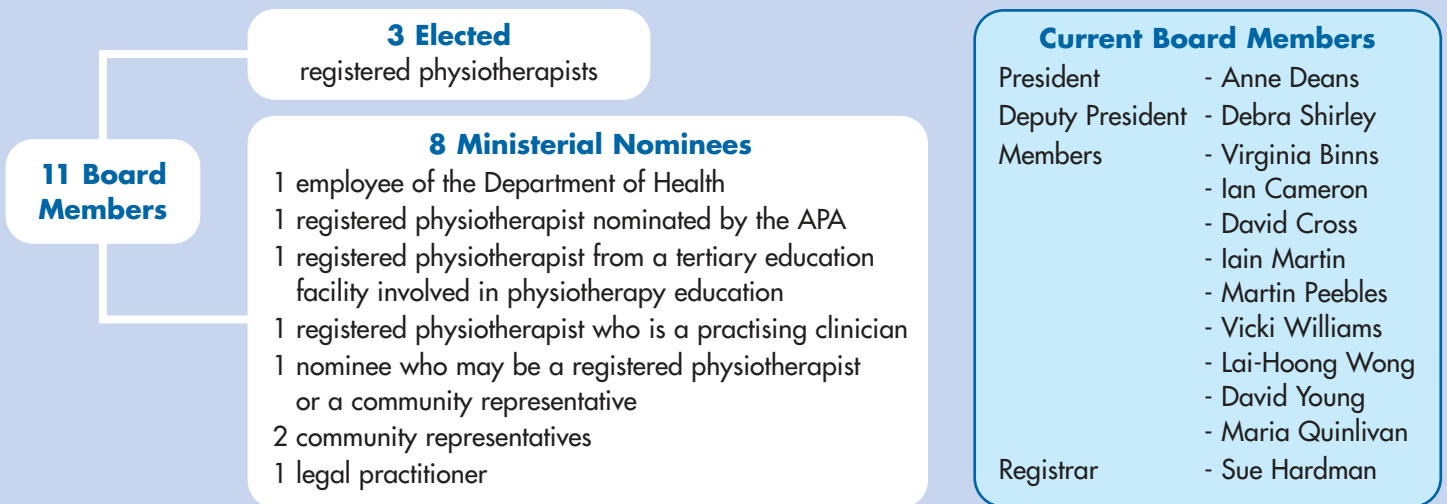 11 Board
Members
3 Elected
registered physiotherapists
8 Ministerial Nominees
1 employee of the Department of Health
1 registered physiotherapist nominated by the APA
1 registered physiotherapist from a tertiary education
facility involved in physiotherapy education
1 registered physiotherapist who is a practising clinician
1 nominee who may be a registered physiotherapist
or a community representative
2 community representatives
1 legal practitioner
Current Board Members
President - Anne Deans
Deputy President - Debra Shirley
Members - Virginia Binns
- Ian Cameron
- David Cross
- Iain Martin
- Martin Peebles
- Vicki Williams
- Lai-Hoong Wong
- David Young
- Maria Quinlivan
Registrar - Sue Hardman